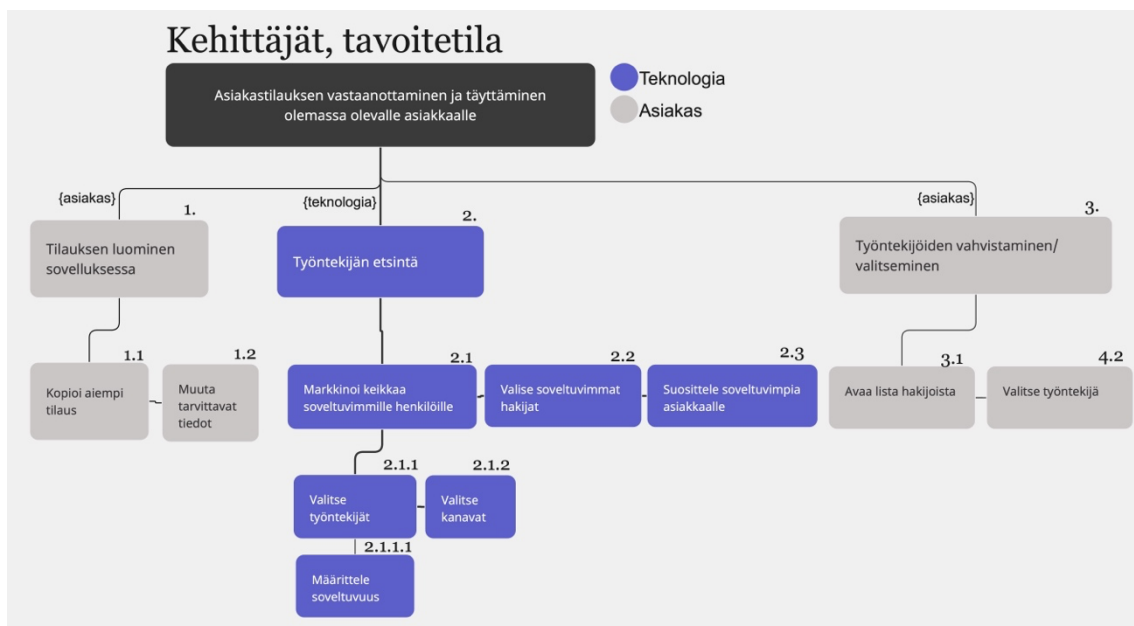 Kehittäjät, tavoitetila
Asiakastilauksen vastaanottaminen ja täyttäminen
olemassa olevalle asiakkaalle
Teknologia
Asiakas
{asiakas}
1.
Tilauksen luominen
sovelluksessa
{teknologia}
2.
Työntekijän etsintä
{asiakas}
3.
Työntekijöiden vahvistaminen/
valitseminen
1.1
Kopioi aiempi
tilaus
1.2
Muuta
tarvittavat
tiedot
2.1
Markkinoi keikkaa
soveltuvimmille henkilöille
2.2
Valise soveltuvimmat
hakijat
2.3
Suosittele soveltuvimpia
asiakkaalle
3.1
Avaa lista hakijoista
4.2
Valitse työntekijä
2.1.1
Valitse
työntekijät
2.1.2
Valitse
kanavat
2.1.1.1
Määrittele
soveltuvuus